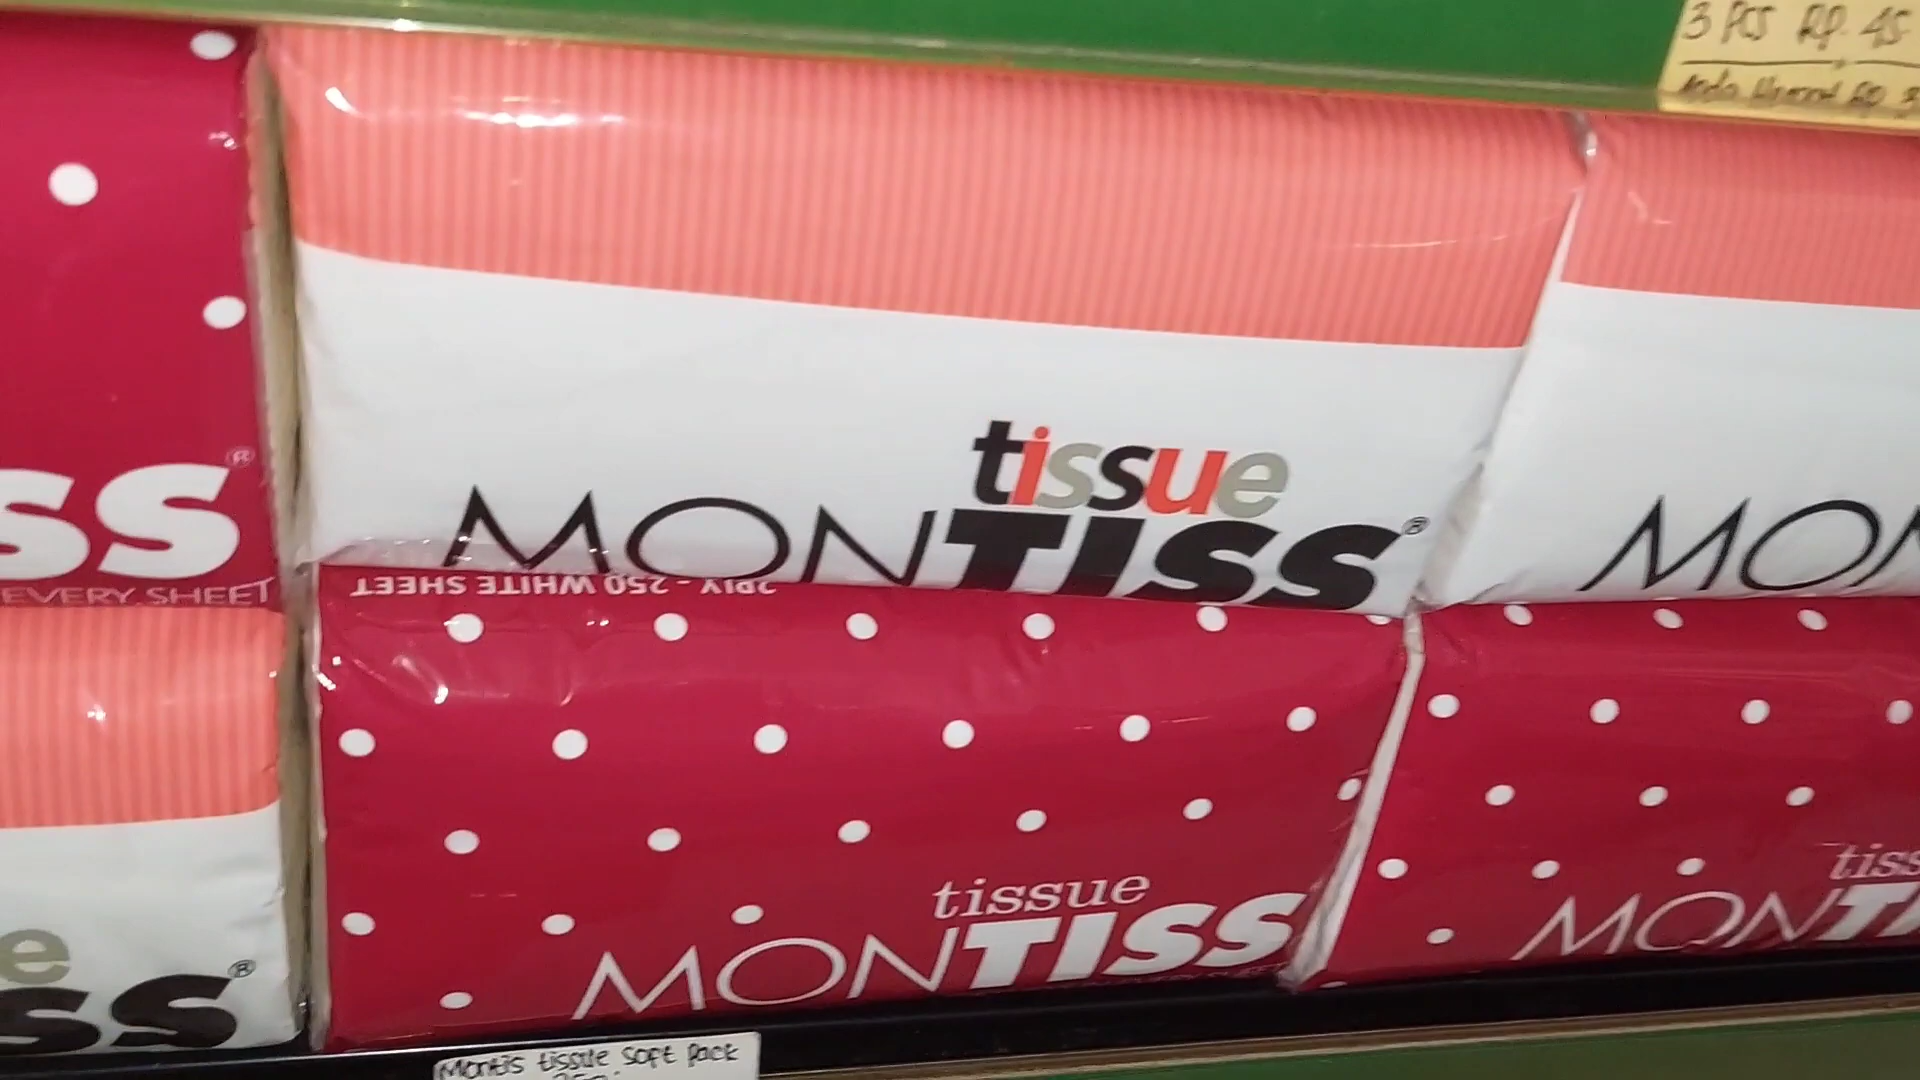 3 PCS RP. 45
SS®
EVERY SHEET
tissue
MONTISS®
MON
2PLY - 250 WHITE SHEET
e
SS®
tissue
MONTISS
tiss
MONTI
Montis tissue soft pack